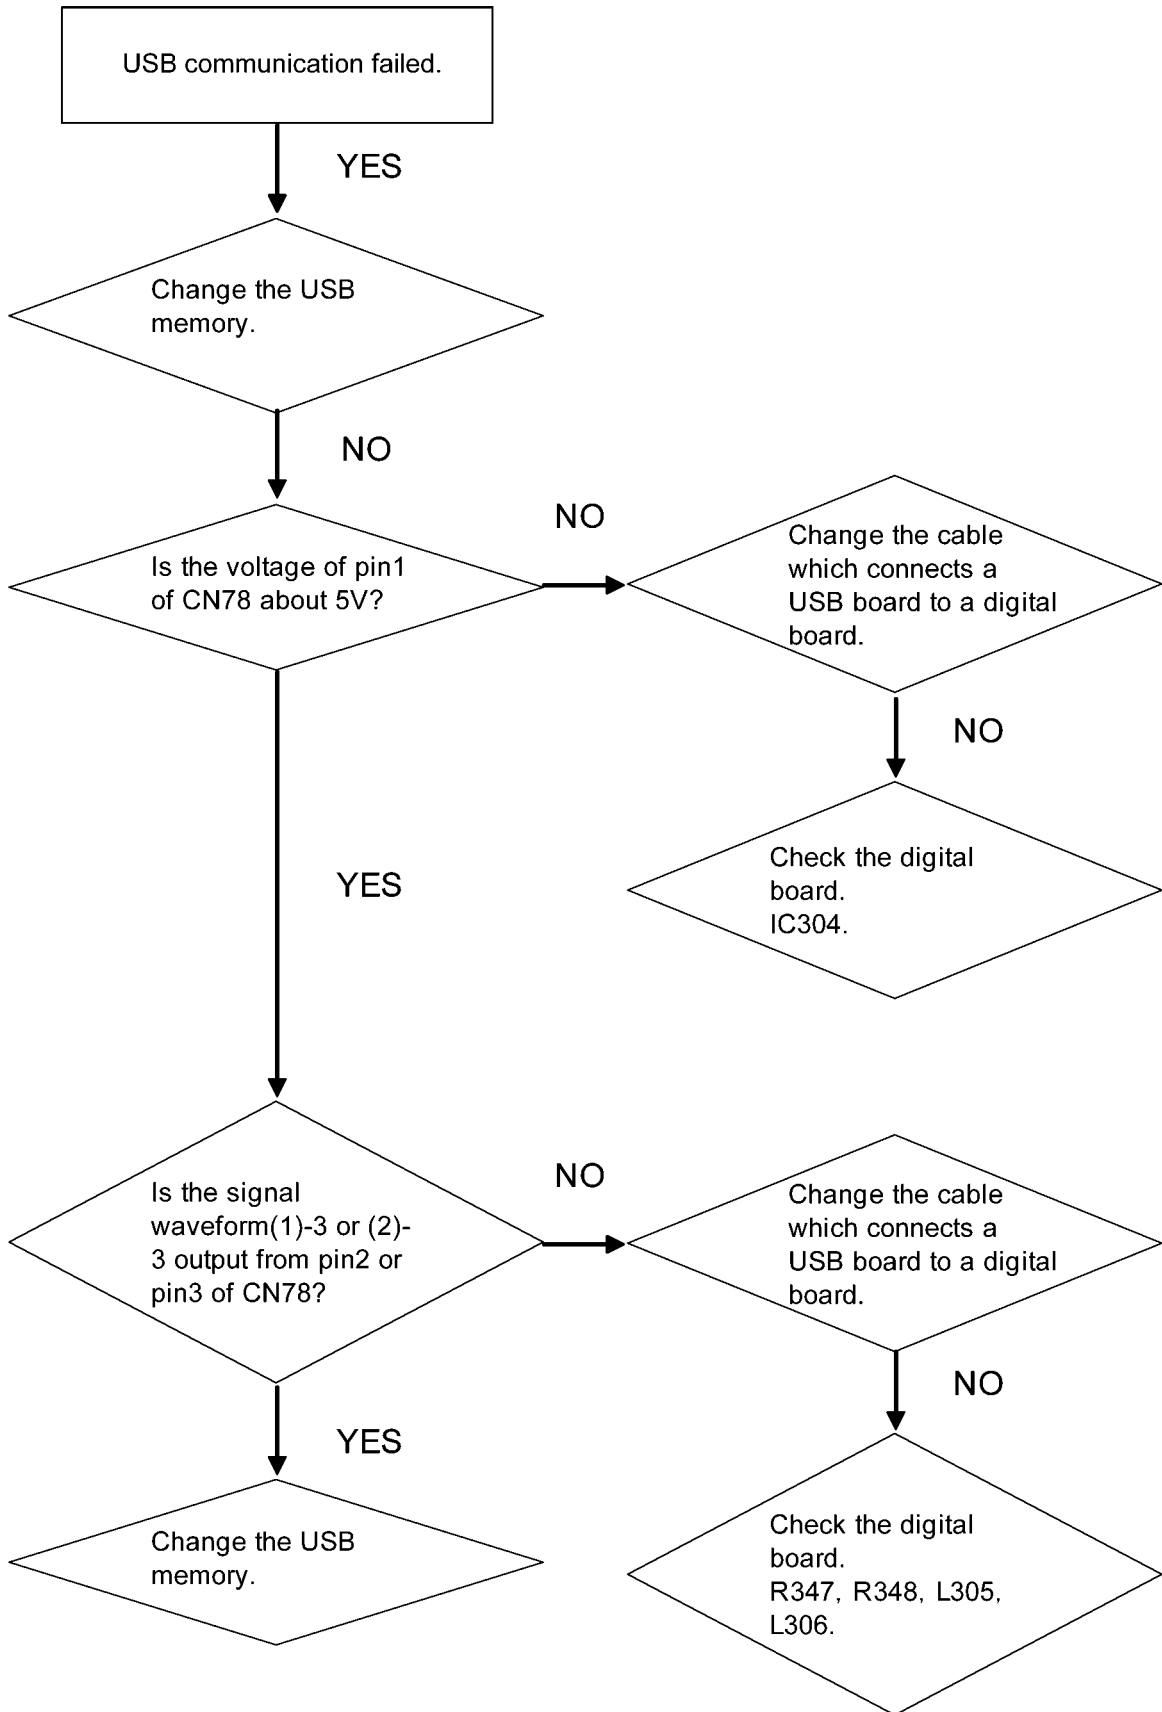 USB communication failed.
YES
Change the USB
memory.
NO
Is the voltage of pin1
of CN78 about 5V?
NO
Change the cable
which connects a
USB board to a digital
board.
NO
Check the digital
board.
IC304.
YES
Is the signal
waveform(1)-3 or (2)-
3 output from pin2 or
pin3 of CN78?
NO
Change the cable
which connects a
USB board to a digital
board.
NO
Check the digital
board.
R347, R348, L305,
L306.
YES
Change the USB
memory.